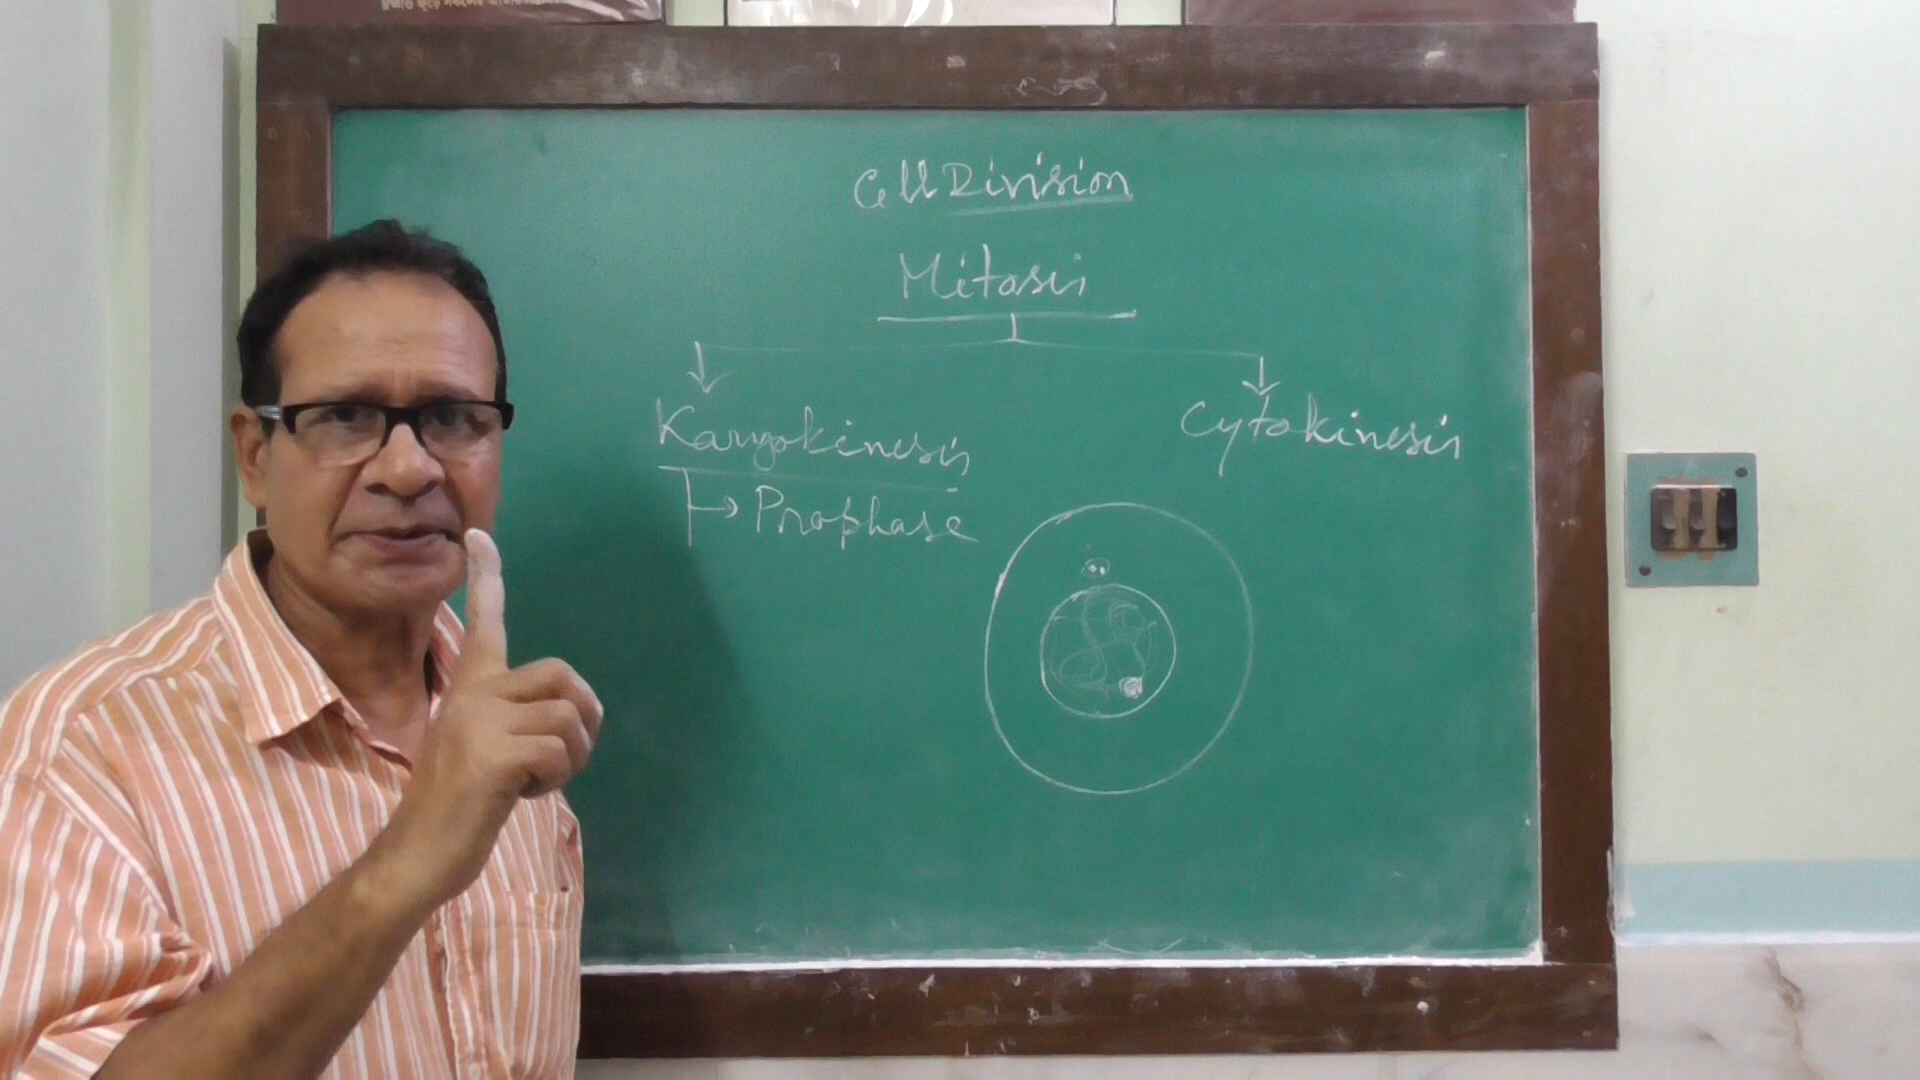 Cell Division
Mitosis
Karyokinesis
Cytokinesis
Prophase